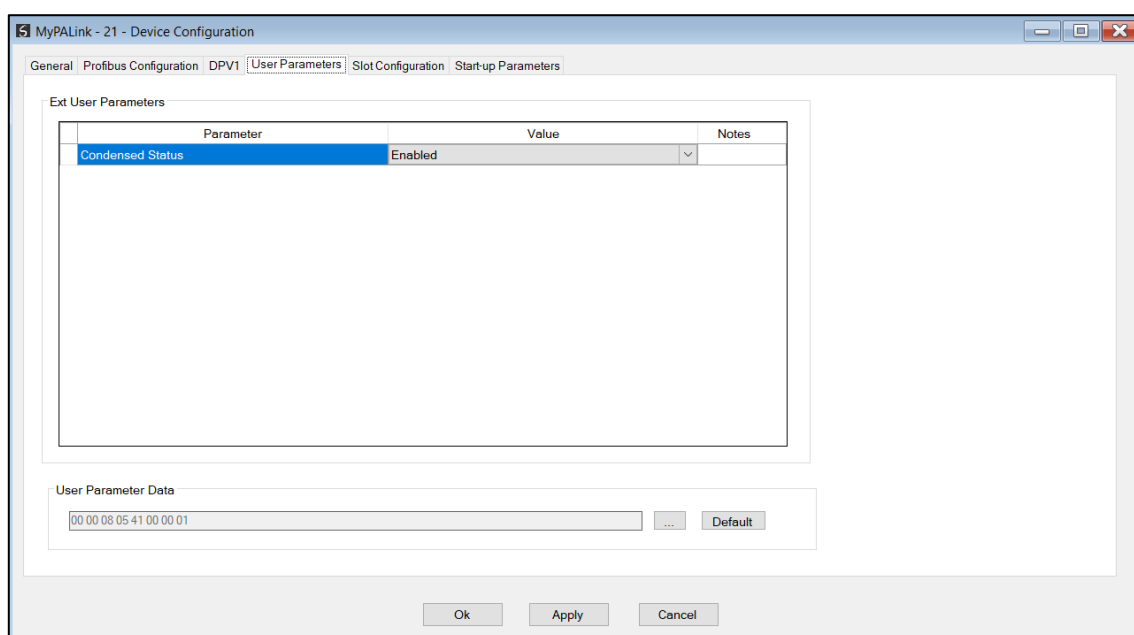 MyPALink - 21 - Device Configuration
General Profibus Configuration DPV1 User Parameters Slot Configuration Start-up Parameters
Ext User Parameters
Parameter Value Notes
Condensed Status Enabled
User Parameter Data
00 00 08 05 41 00 00 01 ... Default
Ok Apply Cancel